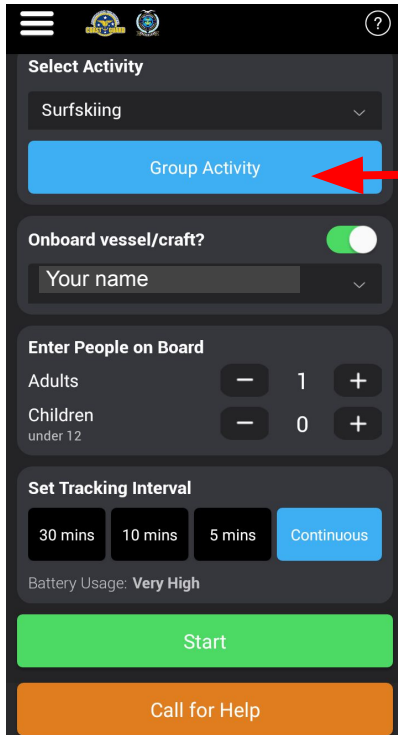 ?
Select Activity
Surfskiing
Group Activity
Onboard vessel/craft?
Your name
Enter People on Board
Adults − 1 +
Children − 0 +
under 12
Set Tracking Interval
30 mins 10 mins 5 mins Continuous
Battery Usage: Very High
Start
Call for Help